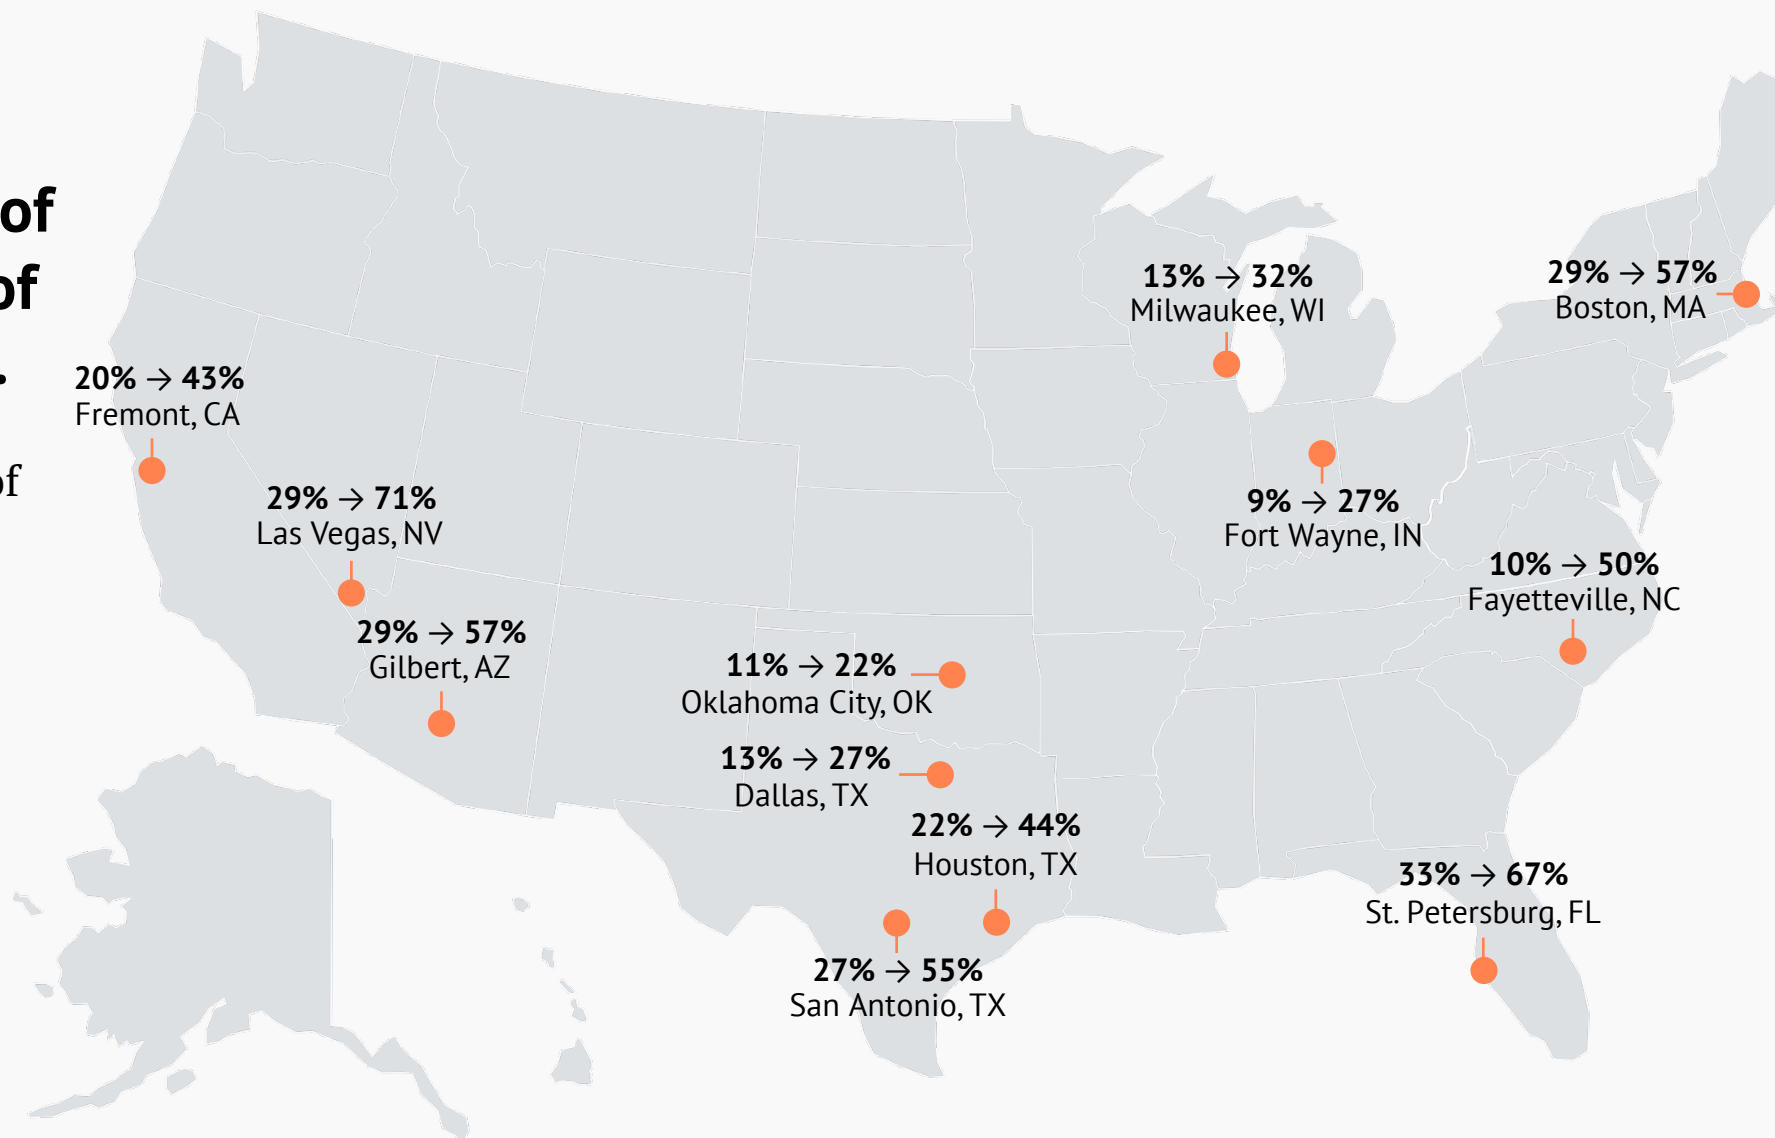 of
of
.
20% → 43%
Fremont, CA
of
29% → 71%
Las Vegas, NV
29% → 57%
Gilbert, AZ
13% → 32%
Milwaukee, WI
29% → 57%
Boston, MA
9% → 27%
Fort Wayne, IN
10% → 50%
Fayetteville, NC
11% → 22%
Oklahoma City, OK
13% → 27%
Dallas, TX
22% → 44%
Houston, TX
27% → 55%
San Antonio, TX
33% → 67%
St. Petersburg, FL